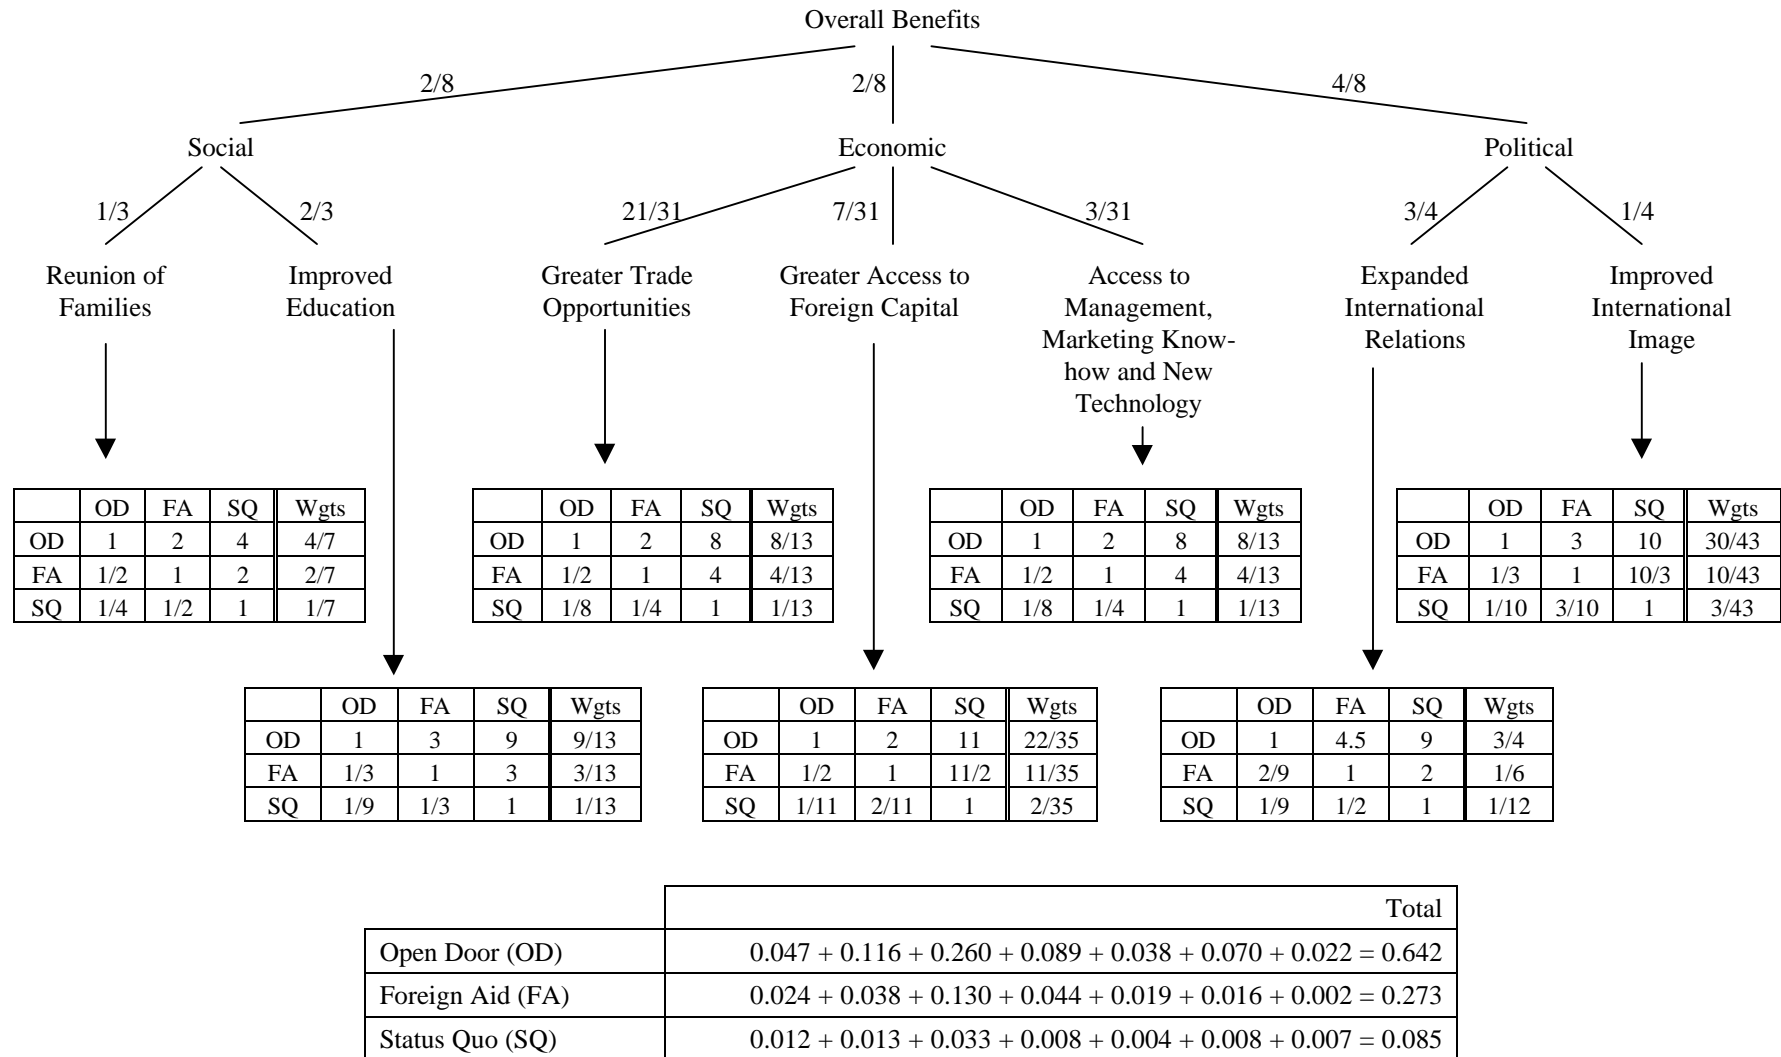 Overall Benefits
2/8 2/8 4/8
Social Economic Political
1/3 2/3 21/31 7/31 3/31 3/4 1/4
Reunion of
Families
Improved
Education
Greater Trade
Opportunities
Greater Access to
Foreign Capital
Access to
Management,
Marketing Know-
how and New
Technology
Expanded
International
Relations
Improved
International
Image
OD FA SQ Wgts
OD 1 2 4 4/7
FA 1/2 1 2 2/7
SQ 1/4 1/2 1 1/7
OD FA SQ Wgts
OD 1 2 8 8/13
FA 1/2 1 4 4/13
SQ 1/8 1/4 1 1/13
OD FA SQ Wgts
OD 1 2 8 8/13
FA 1/2 1 4 4/13
SQ 1/8 1/4 1 1/13
OD FA SQ Wgts
OD 1 3 10 30/43
FA 1/3 1 10/3 10/43
SQ 1/10 3/10 1 3/43
OD FA SQ Wgts
OD 1 3 9 9/13
FA 1/3 1 3 3/13
SQ 1/9 1/3 1 1/13
OD FA SQ Wgts
OD 1 2 11 22/35
FA 1/2 1 11/2 11/35
SQ 1/11 2/11 1 2/35
OD FA SQ Wgts
OD 1 4.5 9 3/4
FA 2/9 1 2 1/6
SQ 1/9 1/2 1 1/12
Total
Open Door (OD) 0.047 + 0.116 + 0.260 + 0.089 + 0.038 + 0.070 + 0.022 = 0.642
Foreign Aid (FA) 0.024 + 0.038 + 0.130 + 0.044 + 0.019 + 0.016 + 0.002 = 0.273
Status Quo (SQ) 0.012 + 0.013 + 0.033 + 0.008 + 0.004 + 0.008 + 0.007 = 0.085